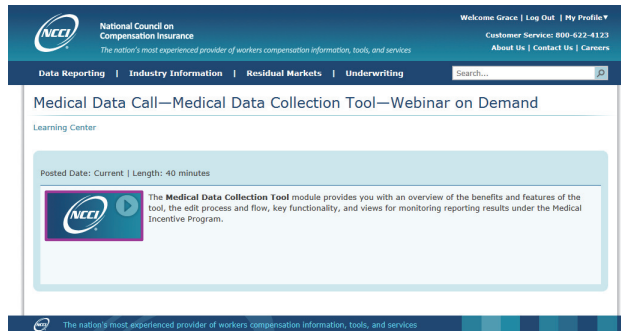 Welcome Grace | Log Out | My Profile▼
NCCI
National Council on
Compensation Insurance
The nation's most experienced provider of workers compensation information, tools, and services
Customer Service: 800-622-4123
About Us | Contact Us | Careers
Data Reporting | Industry Information | Residual Markets | Underwriting
Search...
Medical Data Call—Medical Data Collection Tool—Webinar on Demand
Learning Center
Posted Date: Current | Length: 40 minutes
NCCI
The Medical Data Collection Tool module provides you with an overview of the benefits and features of the
tool, the edit process and flow, key functionality, and views for monitoring reporting results under the Medical
Incentive Program.
NCCI
The nation's most experienced provider of workers compensation information, tools, and services